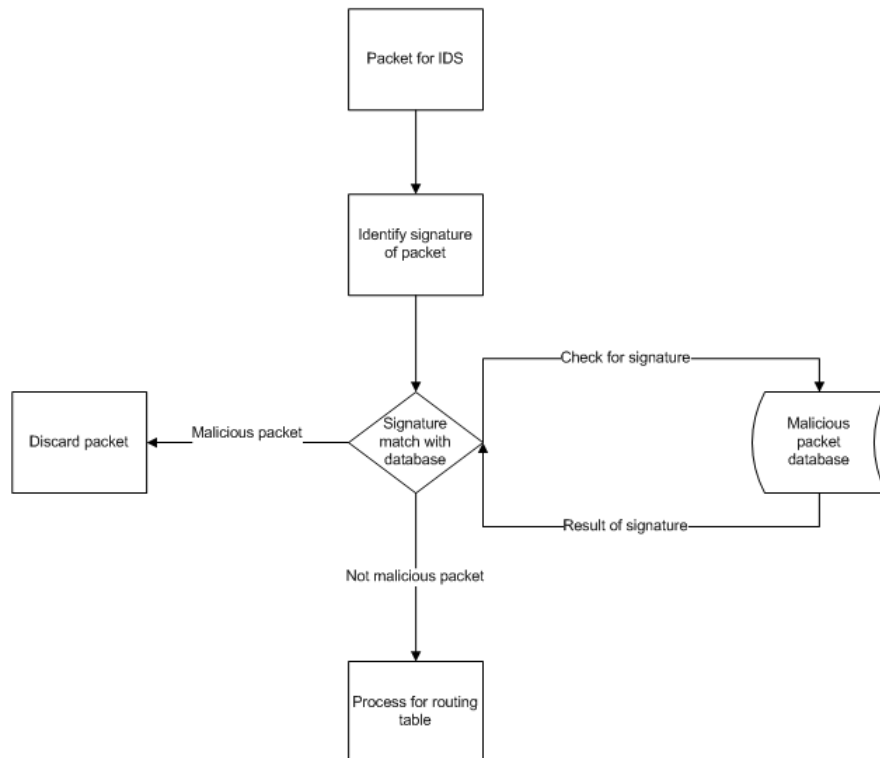 Packet for IDS
Identify signature
of packet
Check for signature
Discard packet
Malicious packet
Signature
match with
database
Malicious
packet
database
Result of signature
Not malicious packet
Process for routing
table